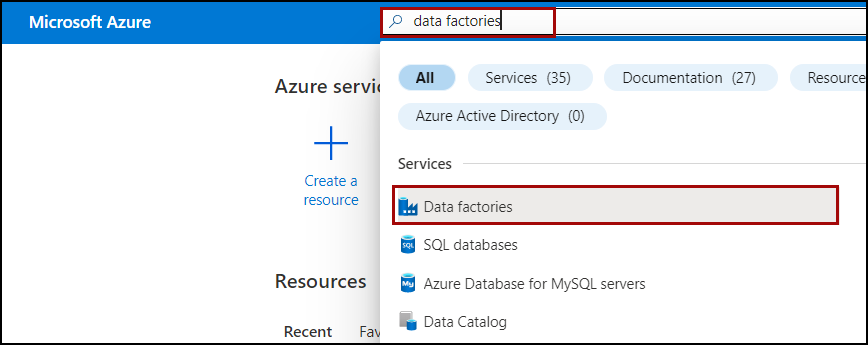 Microsoft Azure
data factories
All
Services (35)
Documentation (27)
Resource
Azure Active Directory (0)
Azure servic
Create a
resource
Services
Data factories
SQL databases
Azure Database for MySQL servers
Data Catalog
Resources
Recent
Fav